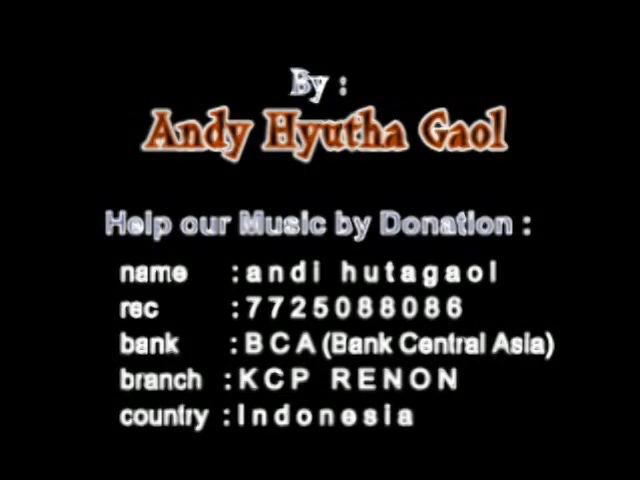 By :
Andy Hyutha Gaol
Help our Music by Donation :
name : andi hutagaol
rec : 7725088086
bank : BCA (Bank Central Asia)
branch : KCP RENON
country : Indonesia